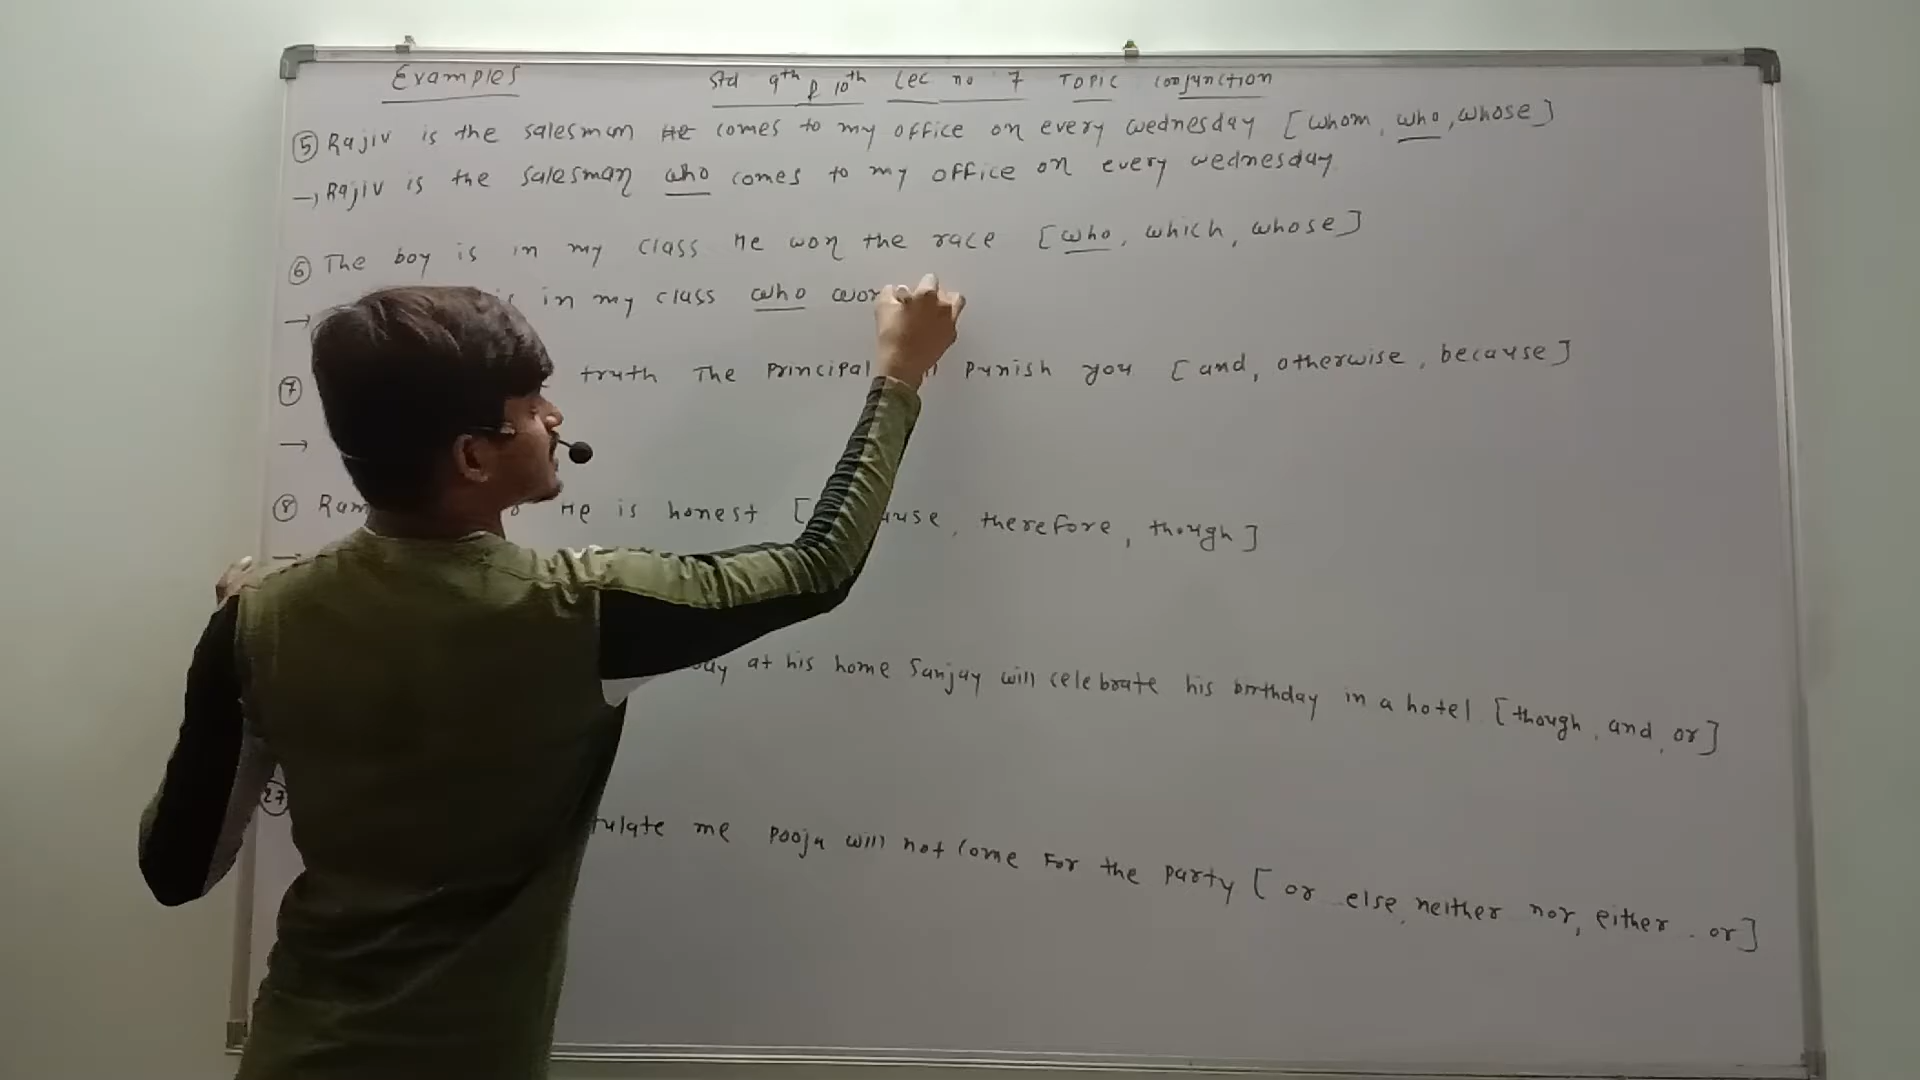 Examples Std 9th & 10th Lec no 7 Topic conjunction
⑤ Rajiv is the salesman He comes to my office on every wednesday [whom, who, whose]
→ Rajiv is the salesman who comes to my office on every wednesday
⑥ The boy is in my class He won the race [who, which, whose]
→ in my class who won
⑦ truth The Principal punish you [and, otherwise, because]
→
⑧ He is honest [ therefore, though]
at his home Sanjay will celebrate his birthday in a hotel [though, and, or]
27
me Pooja will not come for the party [or else, neither nor, either or]